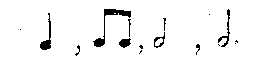 ♩ , ♫ , 𝅗𝅥 , 𝅗𝅥.